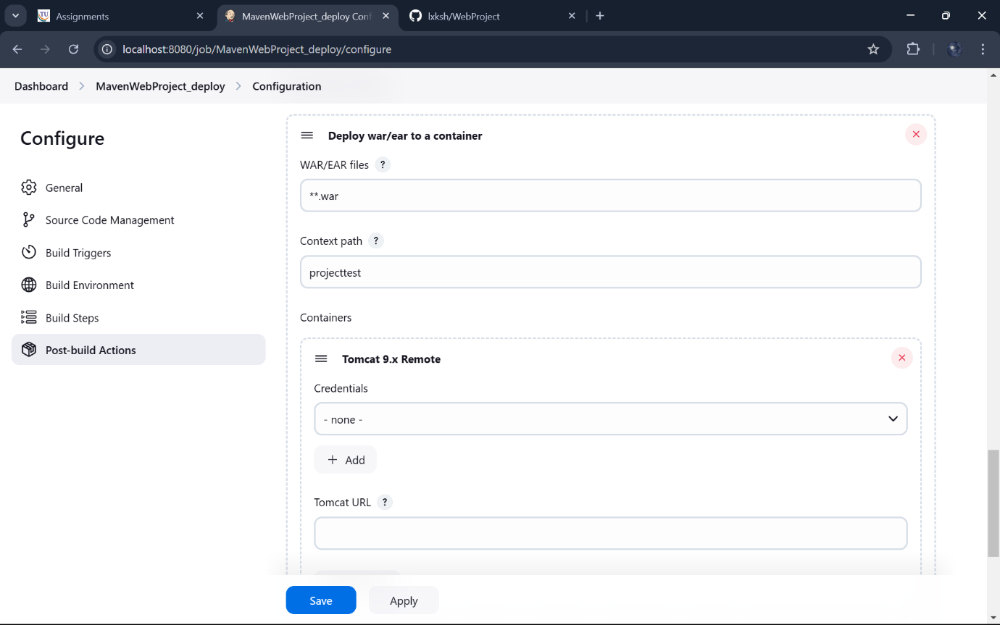 Assignments
MavenWebProject_deploy Conf
lxksh/WebProject
localhost:8080/job/MavenWebProject_deploy/configure
Dashboard > MavenWebProject_deploy > Configuration
Configure
General
Source Code Management
Build Triggers
Build Environment
Build Steps
Post-build Actions
Deploy war/ear to a container
WAR/EAR files ?
**.war
Context path ?
projecttest
Containers
Tomcat 9.x Remote
Credentials
- none -
+ Add
Tomcat URL ?
Save
Apply